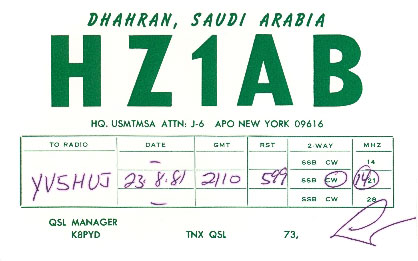 DHAHRAN, SAUDI ARABIA
HZ1AB
HQ. USMTMSA ATTN: J-6 APO NEW YORK 09616
TO RADIO DATE GMT RST 2-WAY MHZ
SSB CW 14
YV5HUJ 23·8·81 2110 599 SSB CW 14 21
DATE SSB CW 28
QSL MANAGER
K8PYD TNX QSL 73,